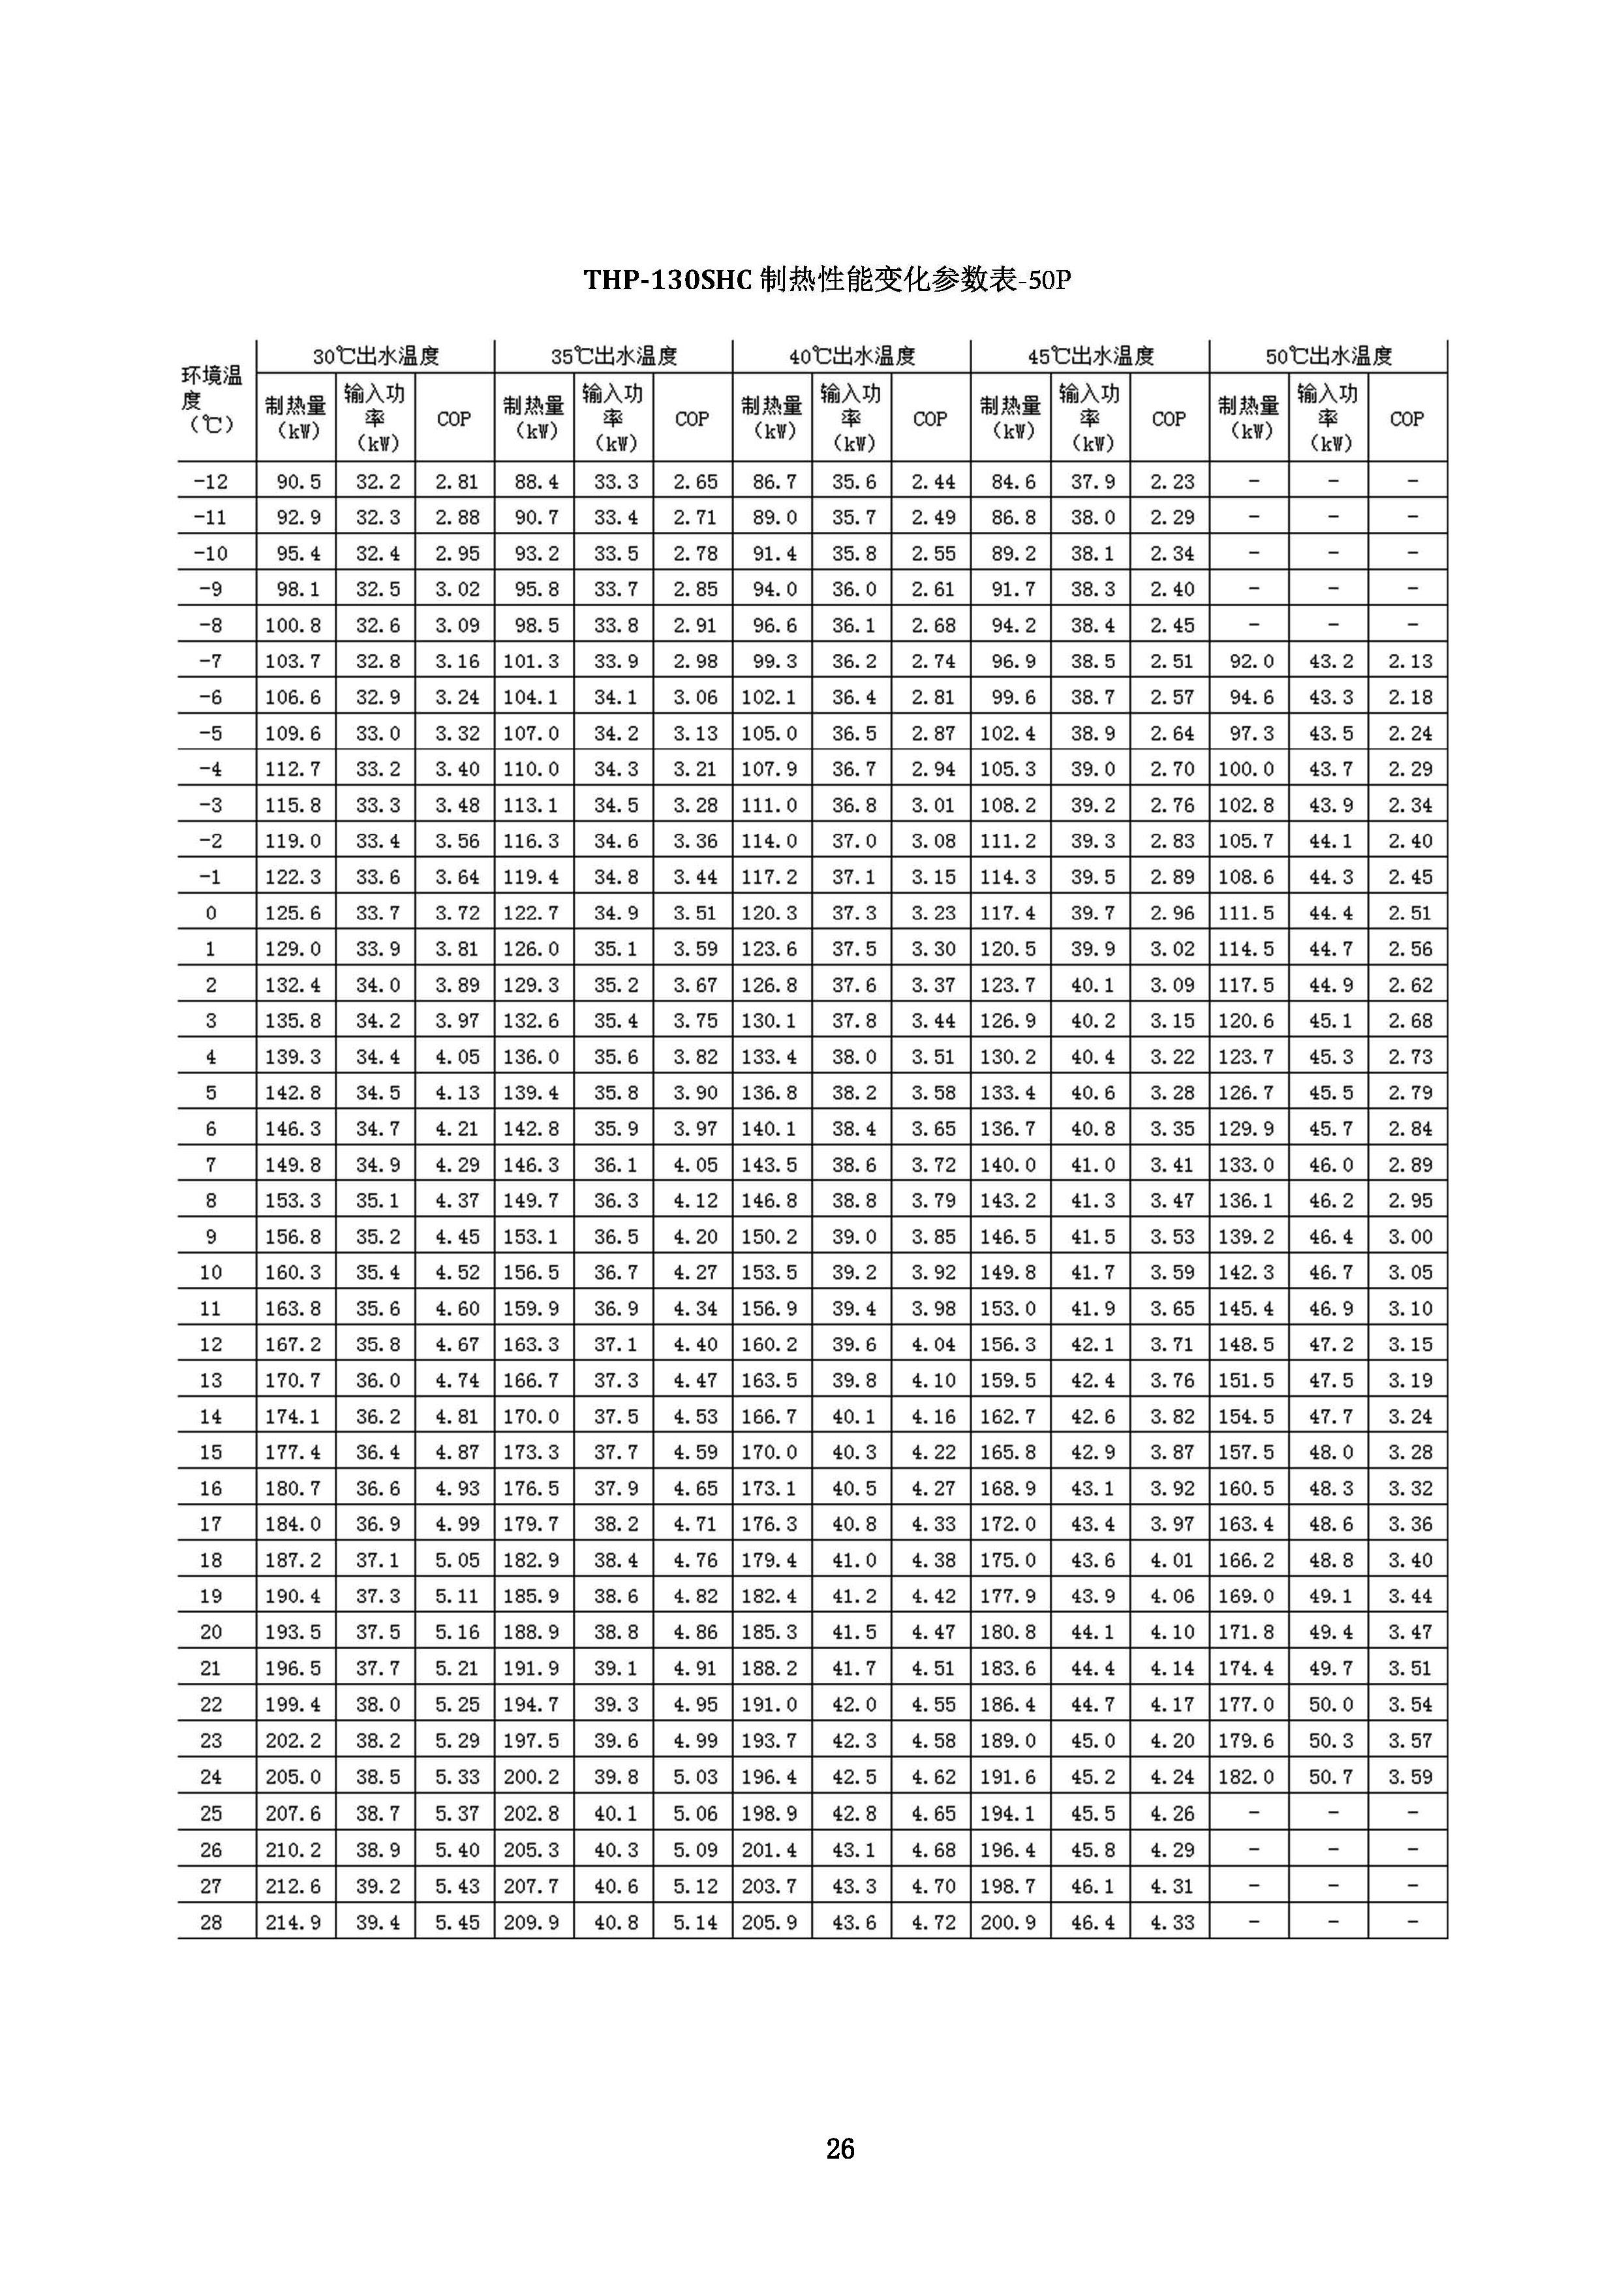 THP-130SHC 制热性能变化参数表-50P
环境温度（℃） 30℃出水温度 35℃出水温度 40℃出水温度 45℃出水温度 50℃出水温度
制热量（kW） 输入功率（kW） COP 制热量（kW） 输入功率（kW） COP 制热量（kW） 输入功率（kW） COP 制热量（kW） 输入功率（kW） COP 制热量（kW） 输入功率（kW） COP
-12 90.5 32.2 2.81 88.4 33.3 2.65 86.7 35.6 2.44 84.6 37.9 2.23 - - -
-11 92.9 32.3 2.88 90.7 33.4 2.71 89.0 35.7 2.49 86.8 38.0 2.29 - - -
-10 95.4 32.4 2.95 93.2 33.5 2.78 91.4 35.8 2.55 89.2 38.1 2.34 - - -
-9 98.1 32.5 3.02 95.8 33.7 2.85 94.0 36.0 2.61 91.7 38.3 2.40 - - -
-8 100.8 32.6 3.09 98.5 33.8 2.91 96.6 36.1 2.68 94.2 38.4 2.45 - - -
-7 103.7 32.8 3.16 101.3 33.9 2.98 99.3 36.2 2.74 96.9 38.5 2.51 92.0 43.2 2.13
-6 106.6 32.9 3.24 104.1 34.1 3.06 102.1 36.4 2.81 99.6 38.7 2.57 94.6 43.3 2.18
-5 109.6 33.0 3.32 107.0 34.2 3.13 105.0 36.5 2.87 102.4 38.9 2.64 97.3 43.5 2.24
-4 112.7 33.2 3.40 110.0 34.3 3.21 107.9 36.7 2.94 105.3 39.0 2.70 100.0 43.7 2.29
-3 115.8 33.3 3.48 113.1 34.5 3.28 111.0 36.8 3.01 108.2 39.2 2.76 102.8 43.9 2.34
-2 119.0 33.4 3.56 116.3 34.6 3.36 114.0 37.0 3.08 111.2 39.3 2.83 105.7 44.1 2.40
-1 122.3 33.6 3.64 119.4 34.8 3.44 117.2 37.1 3.15 114.3 39.5 2.89 108.6 44.3 2.45
0 125.6 33.7 3.72 122.7 34.9 3.51 120.3 37.3 3.23 117.4 39.7 2.96 111.5 44.4 2.51
1 129.0 33.9 3.81 126.0 35.1 3.59 123.6 37.5 3.30 120.5 39.9 3.02 114.5 44.7 2.56
2 132.4 34.0 3.89 129.3 35.2 3.67 126.8 37.6 3.37 123.7 40.1 3.09 117.5 44.9 2.62
3 135.8 34.2 3.97 132.6 35.4 3.75 130.1 37.8 3.44 126.9 40.2 3.15 120.6 45.1 2.68
4 139.3 34.4 4.05 136.0 35.6 3.82 133.4 38.0 3.51 130.2 40.4 3.22 123.7 45.3 2.73
5 142.8 34.5 4.13 139.4 35.8 3.90 136.8 38.2 3.58 133.4 40.6 3.28 126.7 45.5 2.79
6 146.3 34.7 4.21 142.8 35.9 3.97 140.1 38.4 3.65 136.7 40.8 3.35 129.9 45.7 2.84
7 149.8 34.9 4.29 146.3 36.1 4.05 143.5 38.6 3.72 140.0 41.0 3.41 133.0 46.0 2.89
8 153.3 35.1 4.37 149.7 36.3 4.12 146.8 38.8 3.79 143.2 41.3 3.47 136.1 46.2 2.95
9 156.8 35.2 4.45 153.1 36.5 4.20 150.2 39.0 3.85 146.5 41.5 3.53 139.2 46.4 3.00
10 160.3 35.4 4.52 156.5 36.7 4.27 153.5 39.2 3.92 149.8 41.7 3.59 142.3 46.7 3.05
11 163.8 35.6 4.60 159.9 36.9 4.34 156.9 39.4 3.98 153.0 41.9 3.65 145.4 46.9 3.10
12 167.2 35.8 4.67 163.3 37.1 4.40 160.2 39.6 4.04 156.3 42.1 3.71 148.5 47.2 3.15
13 170.7 36.0 4.74 166.7 37.3 4.47 163.5 39.8 4.10 159.5 42.4 3.76 151.5 47.5 3.19
14 174.1 36.2 4.81 170.0 37.5 4.53 166.7 40.1 4.16 162.7 42.6 3.82 154.5 47.7 3.24
15 177.4 36.4 4.87 173.3 37.7 4.59 170.0 40.3 4.22 165.8 42.9 3.87 157.5 48.0 3.28
16 180.7 36.6 4.93 176.5 37.9 4.65 173.1 40.5 4.27 168.9 43.1 3.92 160.5 48.3 3.32
17 184.0 36.9 4.99 179.7 38.2 4.71 176.3 40.8 4.33 172.0 43.4 3.97 163.4 48.6 3.36
18 187.2 37.1 5.05 182.9 38.4 4.76 179.4 41.0 4.38 175.0 43.6 4.01 166.2 48.8 3.40
19 190.4 37.3 5.11 185.9 38.6 4.82 182.4 41.2 4.42 177.9 43.9 4.06 169.0 49.1 3.44
20 193.5 37.5 5.16 188.9 38.8 4.86 185.3 41.5 4.47 180.8 44.1 4.10 171.8 49.4 3.47
21 196.5 37.7 5.21 191.9 39.1 4.91 188.2 41.7 4.51 183.6 44.4 4.14 174.4 49.7 3.51
22 199.4 38.0 5.25 194.7 39.3 4.95 191.0 42.0 4.55 186.4 44.7 4.17 177.0 50.0 3.54
23 202.2 38.2 5.29 197.5 39.6 4.99 193.7 42.3 4.58 189.0 45.0 4.20 179.6 50.3 3.57
24 205.0 38.5 5.33 200.2 39.8 5.03 196.4 42.5 4.62 191.6 45.2 4.24 182.0 50.7 3.59
25 207.6 38.7 5.37 202.8 40.1 5.06 198.9 42.8 4.65 194.1 45.5 4.26 - - -
26 210.2 38.9 5.40 205.3 40.3 5.09 201.4 43.1 4.68 196.4 45.8 4.29 - - -
27 212.6 39.2 5.43 207.7 40.6 5.12 203.7 43.3 4.70 198.7 46.1 4.31 - - -
28 214.9 39.4 5.45 209.9 40.8 5.14 205.9 43.6 4.72 200.9 46.4 4.33 - - -
26